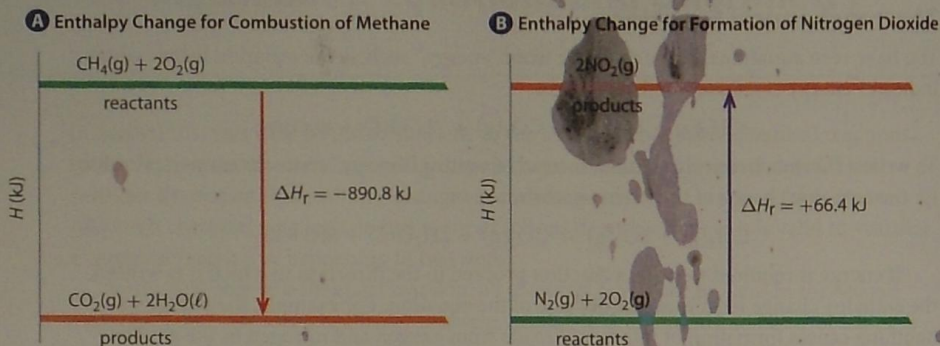 A Enthalpy Change for Combustion of Methane
CH₄(g) + 2O₂(g)
reactants
H (kJ)
ΔHᵣ = −890.8 kJ
CO₂(g) + 2H₂O(ℓ)
products
B Enthalpy Change for Formation of Nitrogen Dioxide
2NO₂(g)
products
H (kJ)
ΔHᵣ = +66.4 kJ
N₂(g) + 2O₂(g)
reactants